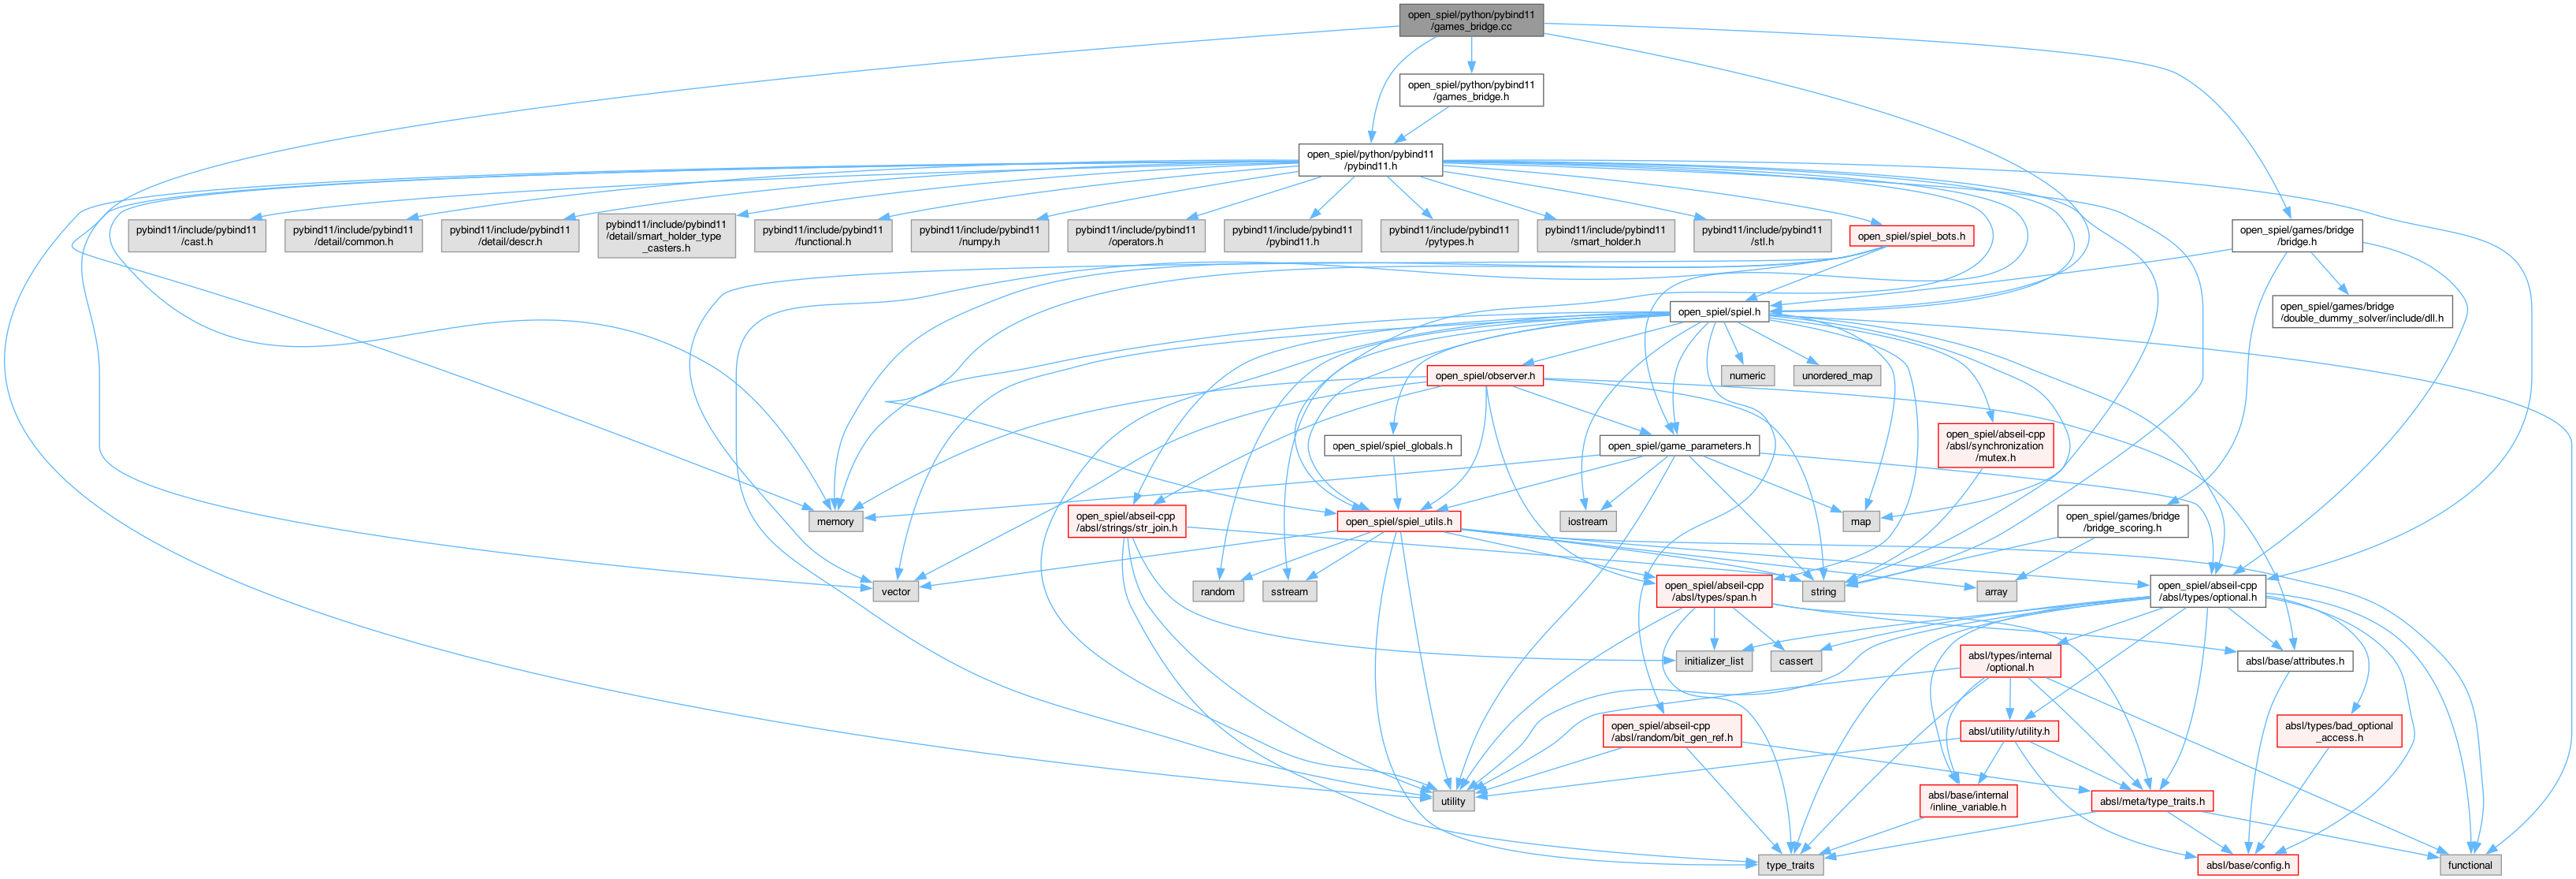 open_spiel/python/pybind11
/games_bridge.cc
open_spiel/python/pybind11
/games_bridge.h
open_spiel/python/pybind11
/pybind11.h
pybind11/include/pybind11
/cast.h
pybind11/include/pybind11
/detail/common.h
pybind11/include/pybind11
/detail/descr.h
pybind11/include/pybind11
/detail/smart_holder_type
_casters.h
pybind11/include/pybind11
/functional.h
pybind11/include/pybind11
/numpy.h
pybind11/include/pybind11
/operators.h
pybind11/include/pybind11
/pybind11.h
pybind11/include/pybind11
/pytypes.h
pybind11/include/pybind11
/smart_holder.h
pybind11/include/pybind11
/stl.h
open_spiel/spiel_bots.h
open_spiel/games/bridge
/bridge.h
open_spiel/spiel.h
open_spiel/games/bridge
/double_dummy_solver/include/dll.h
open_spiel/observer.h
numeric
unordered_map
open_spiel/spiel_globals.h
open_spiel/game_parameters.h
open_spiel/abseil-cpp
/absl/synchronization
/mutex.h
memory
open_spiel/abseil-cpp
/absl/strings/str_join.h
open_spiel/spiel_utils.h
iostream
map
open_spiel/games/bridge
/bridge_scoring.h
vector
random
sstream
open_spiel/abseil-cpp
/absl/types/span.h
string
array
open_spiel/abseil-cpp
/absl/types/optional.h
initializer_list
cassert
absl/types/internal
/optional.h
absl/base/attributes.h
open_spiel/abseil-cpp
/absl/random/bit_gen_ref.h
absl/utility/utility.h
absl/types/bad_optional
_access.h
utility
absl/base/internal
/inline_variable.h
absl/meta/type_traits.h
type_traits
absl/base/config.h
functional